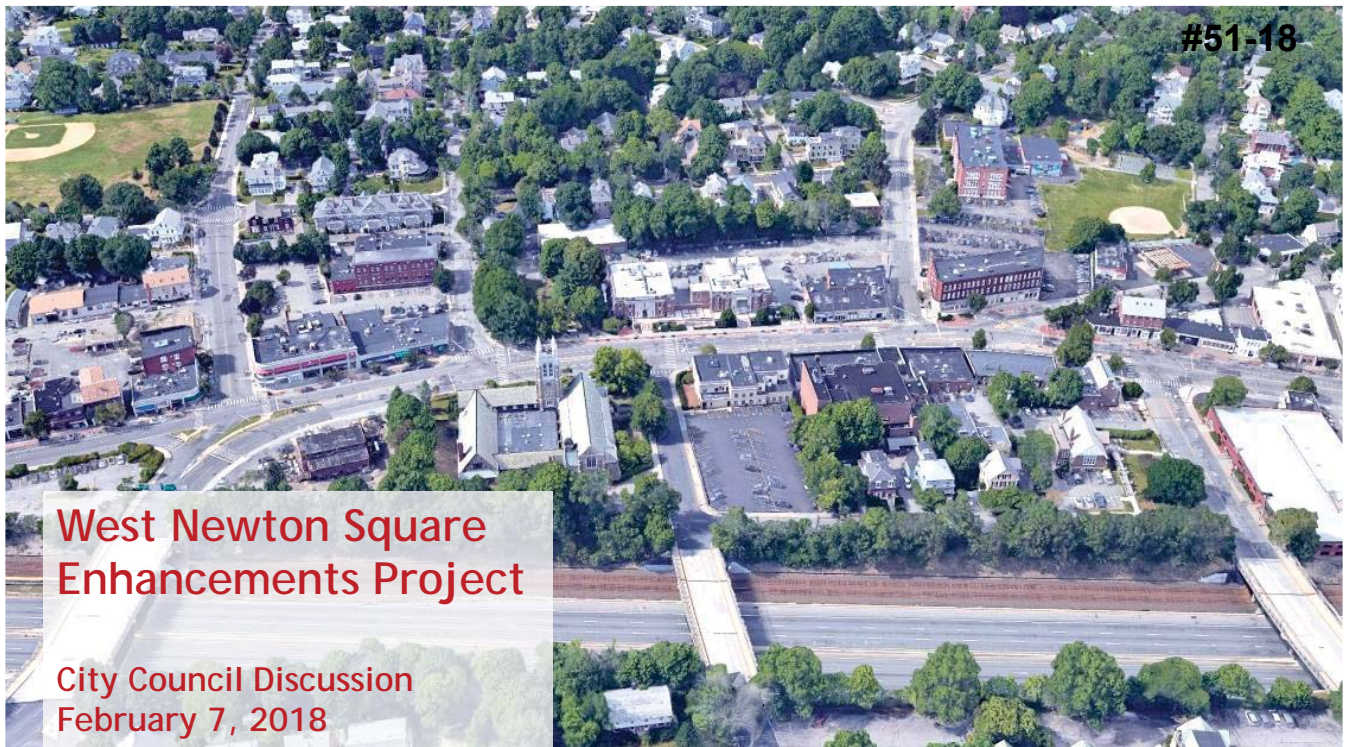 #51-18
West Newton Square
Enhancements Project
City Council Discussion
February 7, 2018